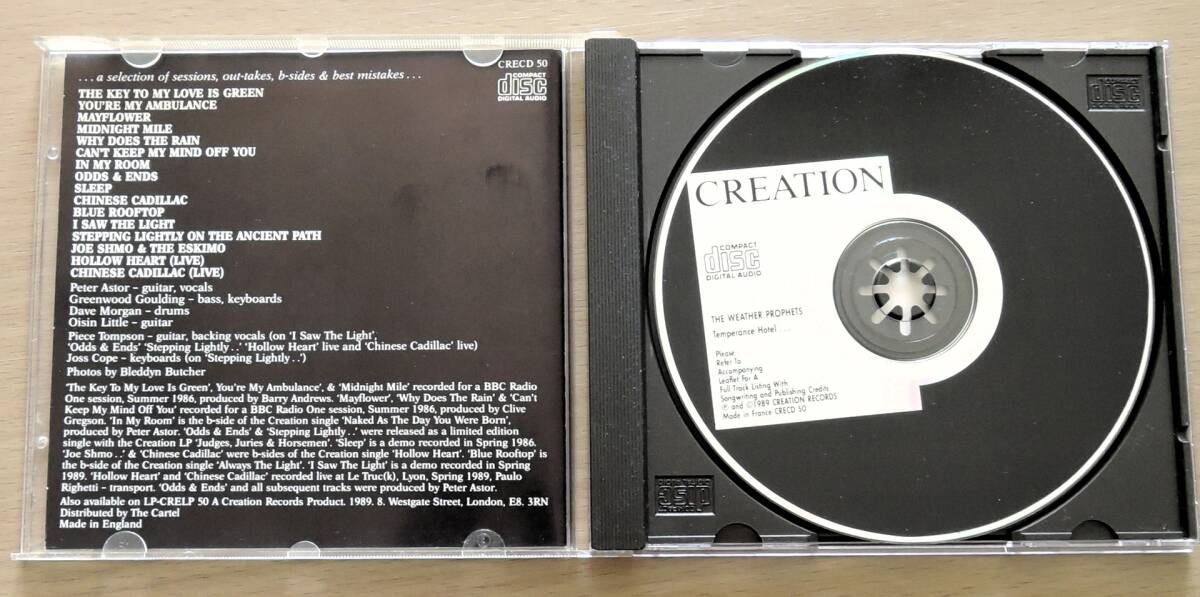 ...a selection of sessions, out-takes, b-sides & best mistakes...
CRECD 50
COMPACT
disc
DIGITAL AUDIO
THE KEY TO MY LOVE IS GREEN
YOU'RE MY AMBULANCE
MAYFLOWER
MIDNIGHT MILE
WHY DOES THE RAIN
CAN'T KEEP MY MIND OFF YOU
IN MY ROOM
ODDS & ENDS
SLEEP
CHINESE CADILLAC
BLUE ROOFTOP
I SAW THE LIGHT
STEPPING LIGHTLY ON THE ANCIENT PATH
JOE SHMO & THE ESKIMO
HOLLOW HEART (LIVE)
CHINESE CADILLAC (LIVE)
Peter Astor – guitar, vocals
Greenwood Goulding – bass, keyboards
Dave Morgan – drums
Oisin Little – guitar
Piece Tompson – guitar, backing vocals (on 'I Saw The Light',
'Odds & Ends' 'Stepping Lightly..' 'Hollow Heart' live and 'Chinese Cadillac' live)
Joss Cope – keyboards (on 'Stepping Lightly..')
Photos by Bleddyn Butcher
'The Key To My Love Is Green', You're My Ambulance', & 'Midnight Mile' recorded for a BBC Radio
One session, Summer 1986, produced by Barry Andrews. 'Mayflower', 'Why Does The Rain' & 'Can't
Keep My Mind Off You' recorded for a BBC Radio One session, Summer 1986, produced by Clive
Gregson. 'In My Room' is the b-side of the Creation single 'Naked As The Day You Were Born',
produced by Peter Astor. 'Odds & Ends' & 'Stepping Lightly..' were released as a limited edition
single with the Creation LP 'Judges, Juries & Horsemen'. 'Sleep' is a demo recorded in Spring 1986.
'Joe Shmo..' & 'Chinese Cadillac' were b-sides of the Creation single 'Hollow Heart'. 'Blue Rooftop' is
the b-side of the Creation single 'Always The Light'. 'I Saw The Light' is a demo recorded in Spring
1989. 'Hollow Heart' and 'Chinese Cadillac' recorded live at Le Truc(k), Lyon, Spring 1989, Paulo
Righetti – transport. 'Odds & Ends' and all subsequent tracks were produced by Peter Astor.
Also available on LP-CRELP 50 A Creation Records Product. 1989. 8. Westgate Street, London, E8. 3RN
Distributed by The Cartel
Made in England
CREATION
COMPACT
disc
DIGITAL AUDIO
THE WEATHER PROPHETS
Temperance Hotel...
Please
Refer To
Accompanying
Leaflet For A
Full Track Listing With
Songwriting and Publishing Credits
℗ and ©1989 CREATION RECORDS
Made in France CRECD 50
COMPACT
disc
DIGITAL AUDIO
disc